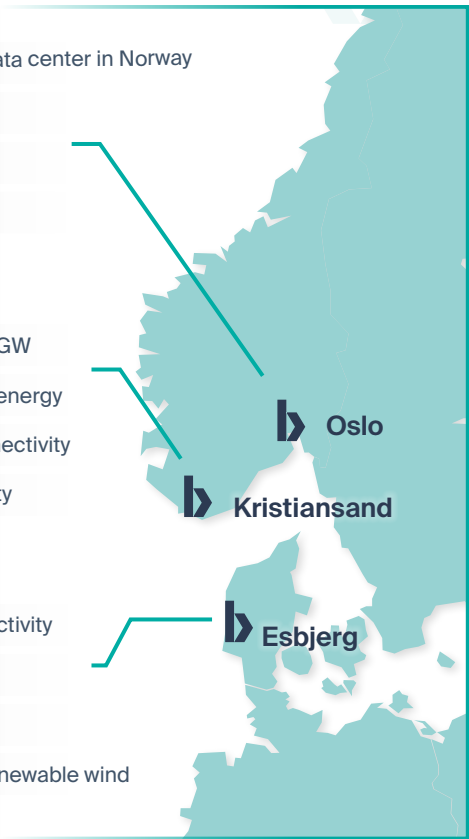 ata center in Norway
GW
energy
Oslo
ectivity
ty
Kristiansand
ctivity
Esbjerg
newable wind